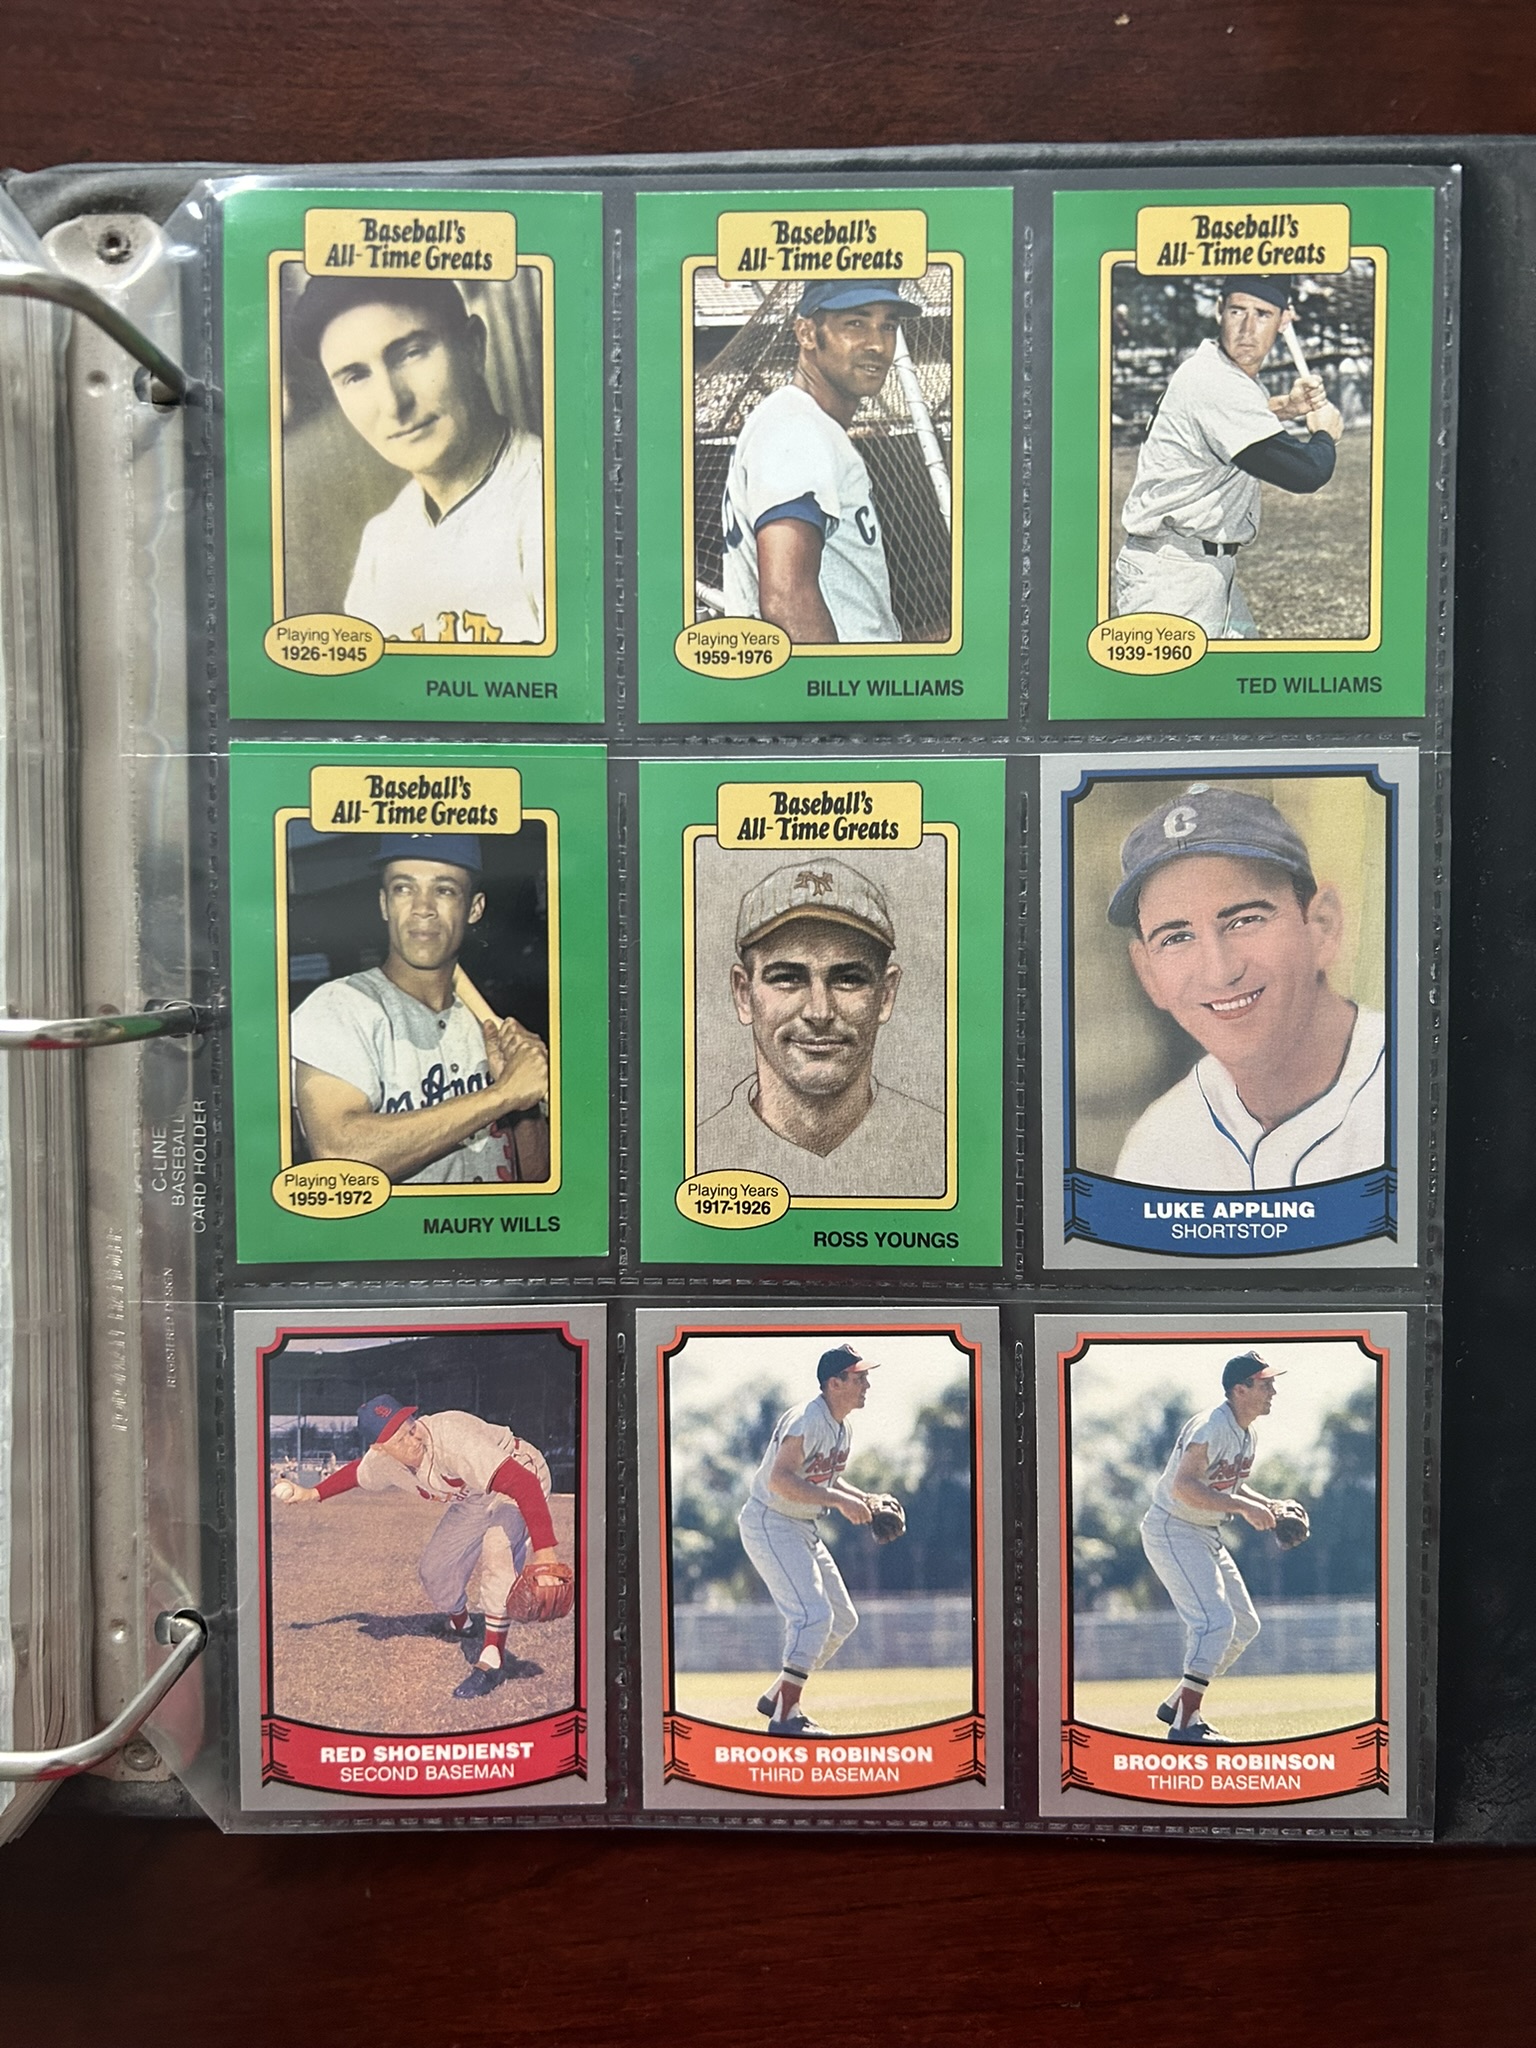 Baseball's
All-Time Greats
Playing Years
1926-1945
PAUL WANER
Baseball's
All-Time Greats
C
Playing Years
1959-1976
BILLY WILLIAMS
Baseball's
All-Time Greats
Playing Years
1939-1960
TED WILLIAMS
Baseball's
All-Time Greats
Playing Years
1959-1972
MAURY WILLS
Baseball's
All-Time Greats
NY
Playing Years
1917-1926
ROSS YOUNGS
C
LUKE APPLING
SHORTSTOP
RED SHOENDIENST
SECOND BASEMAN
BROOKS ROBINSON
THIRD BASEMAN
BROOKS ROBINSON
THIRD BASEMAN
C-LINE
BASEBALL
CARD HOLDER
REGISTERED DESIGN